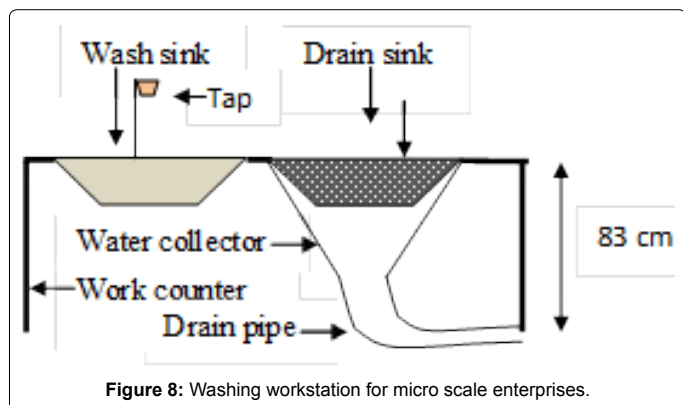 Wash sink
Drain sink
Tap
Water collector
Work counter
Drain pipe
83 cm
Figure 8: Washing workstation for micro scale enterprises.